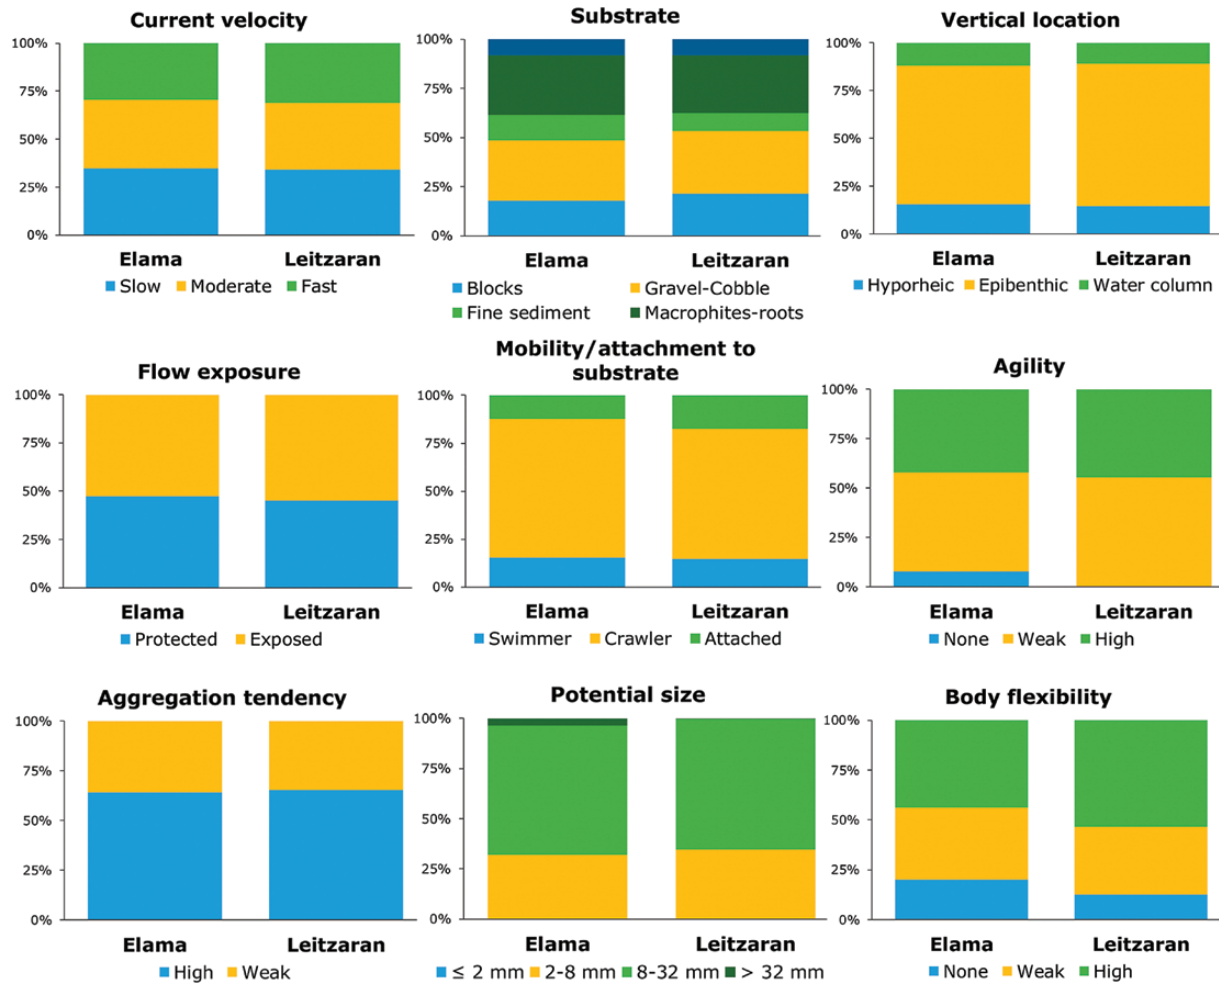 Current velocity
100%
75%
50%
25%
0%
Elama Leitzaran
Slow Moderate Fast
Substrate
100%
75%
50%
25%
0%
Elama Leitzaran
Blocks Gravel-Cobble
Fine sediment Macrophites-roots
Vertical location
100%
75%
50%
25%
0%
Elama Leitzaran
Hyporheic Epibenthic Water column
Flow exposure
100%
75%
50%
25%
0%
Elama Leitzaran
Protected Exposed
Mobility/attachment to
substrate
100%
75%
50%
25%
0%
Elama Leitzaran
Swimmer Crawler Attached
Agility
100%
75%
50%
25%
0%
Elama Leitzaran
None Weak High
Aggregation tendency
100%
75%
50%
25%
0%
Elama Leitzaran
High Weak
Potential size
100%
75%
50%
25%
0%
Elama Leitzaran
≤ 2 mm 2-8 mm 8-32 mm > 32 mm
Body flexibility
100%
75%
50%
25%
0%
Elama Leitzaran
None Weak High